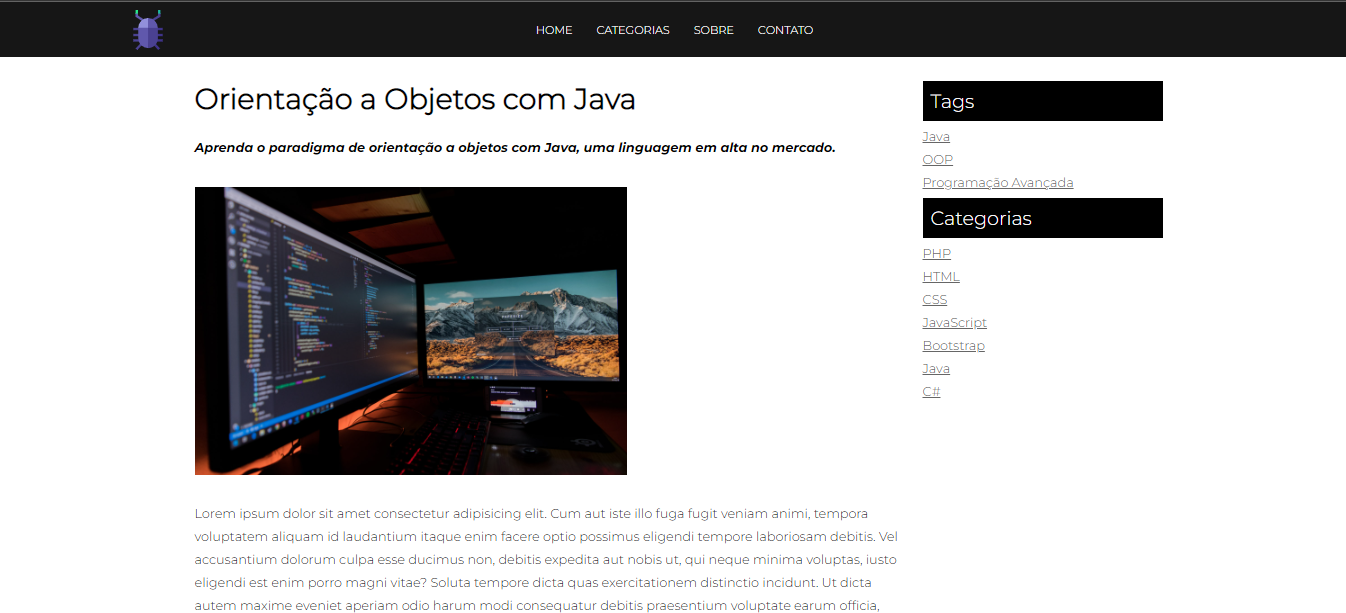 HOME CATEGORIAS SOBRE CONTATO
Orientação a Objetos com Java
Aprenda o paradigma de orientação a objetos com Java, uma linguagem em alta no mercado.
Lorem ipsum dolor sit amet consectetur adipisicing elit. Cum aut iste illo fuga fugit veniam animi, tempora
voluptatem aliquam id laudantium itaque enim facere optio possimus eligendi tempore laboriosam debitis. Vel
accusantium dolorum culpa esse ducimus non, debitis expedita aut nobis ut, qui neque minima voluptas, iusto
eligendi est enim porro magni vitae? Soluta tempore dicta quas exercitationem distinctio incidunt. Ut dicta
autem maxime eveniet aperiam odio harum modi consequatur debitis praesentium voluptate earum officia,
Tags
Java
OOP
Programação Avançada
Categorias
PHP
HTML
CSS
JavaScript
Bootstrap
Java
C#